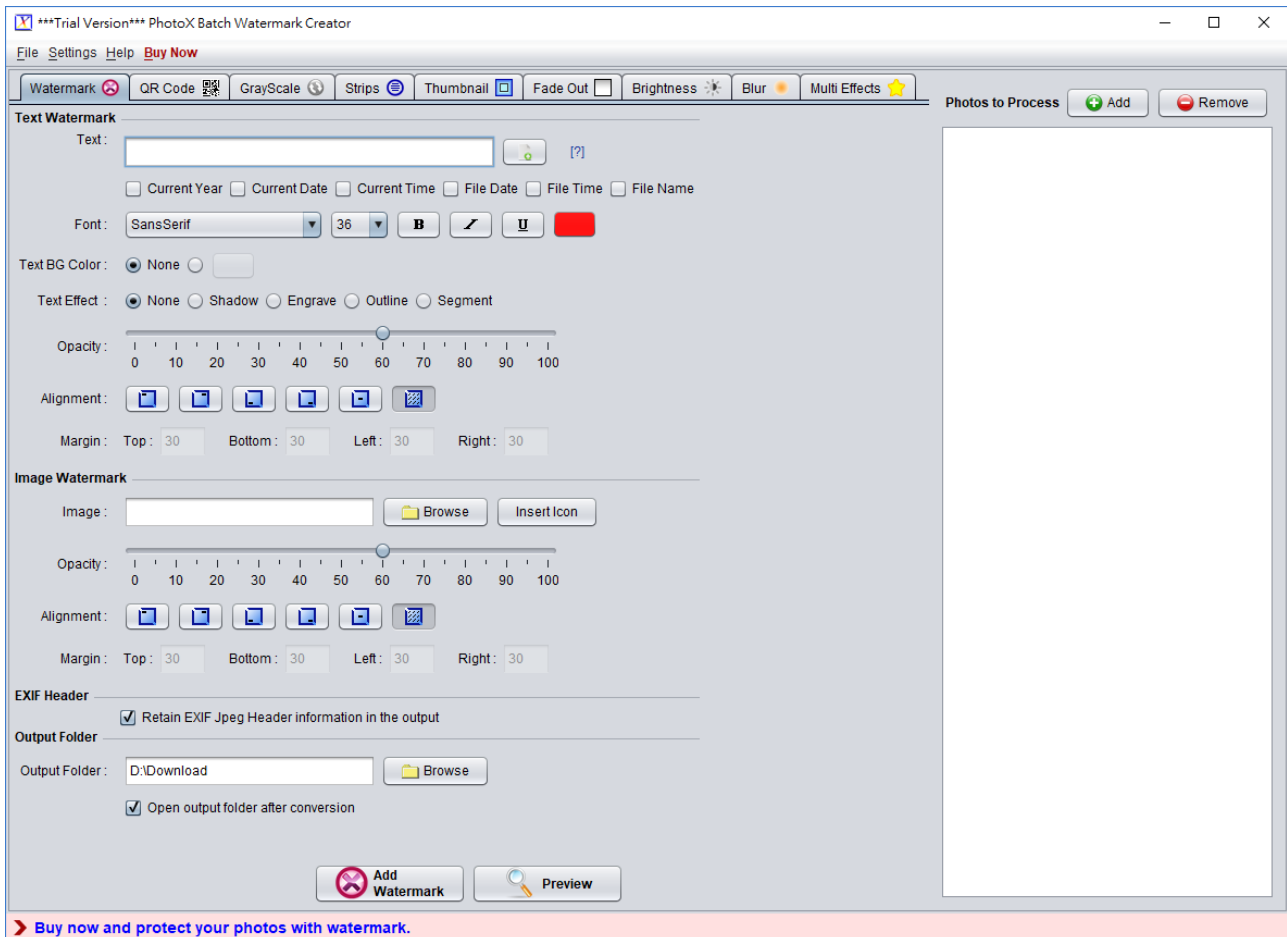 ***Trial Version*** PhotoX Batch Watermark Creator
File Settings Help Buy Now
Watermark QR Code GrayScale Strips Thumbnail Fade Out Brightness Blur Multi Effects
Photos to Process Add Remove
Text Watermark
Text : [?]
Current Year Current Date Current Time File Date File Time File Name
Font : SansSerif 36 B I U
Text BG Color : None
Text Effect : None Shadow Engrave Outline Segment
Opacity :
0 10 20 30 40 50 60 70 80 90 100
Alignment :
Margin : Top : 30 Bottom : 30 Left : 30 Right : 30
Image Watermark
Image : Browse Insert Icon
Opacity :
0 10 20 30 40 50 60 70 80 90 100
Alignment :
Margin : Top : 30 Bottom : 30 Left : 30 Right : 30
EXIF Header
Retain EXIF Jpeg Header information in the output
Output Folder
Output Folder : D:\Download Browse
Open output folder after conversion
Add
Watermark
Preview
Buy now and protect your photos with watermark.